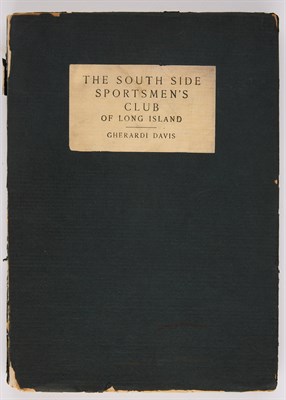 THE SOUTH SIDE
SPORTSMEN'S
CLUB
OF LONG ISLAND
GHERARDI DAVIS